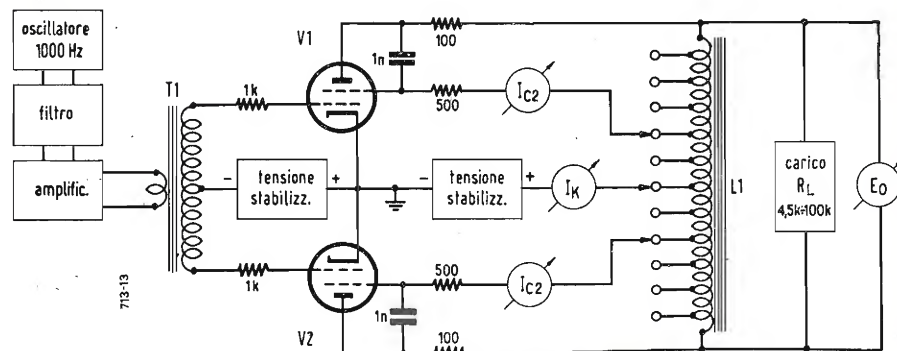 oscillatore
1000 Hz
filtro
amplific.
T1
1k
V1
1n
100
500
IC2
- tensione
stabilizz. +
- tensione
stabilizz. +
IK
L1
carico
RL
4,5k÷100k
E0
1k
V2
1n
500
100
IC2
713-13